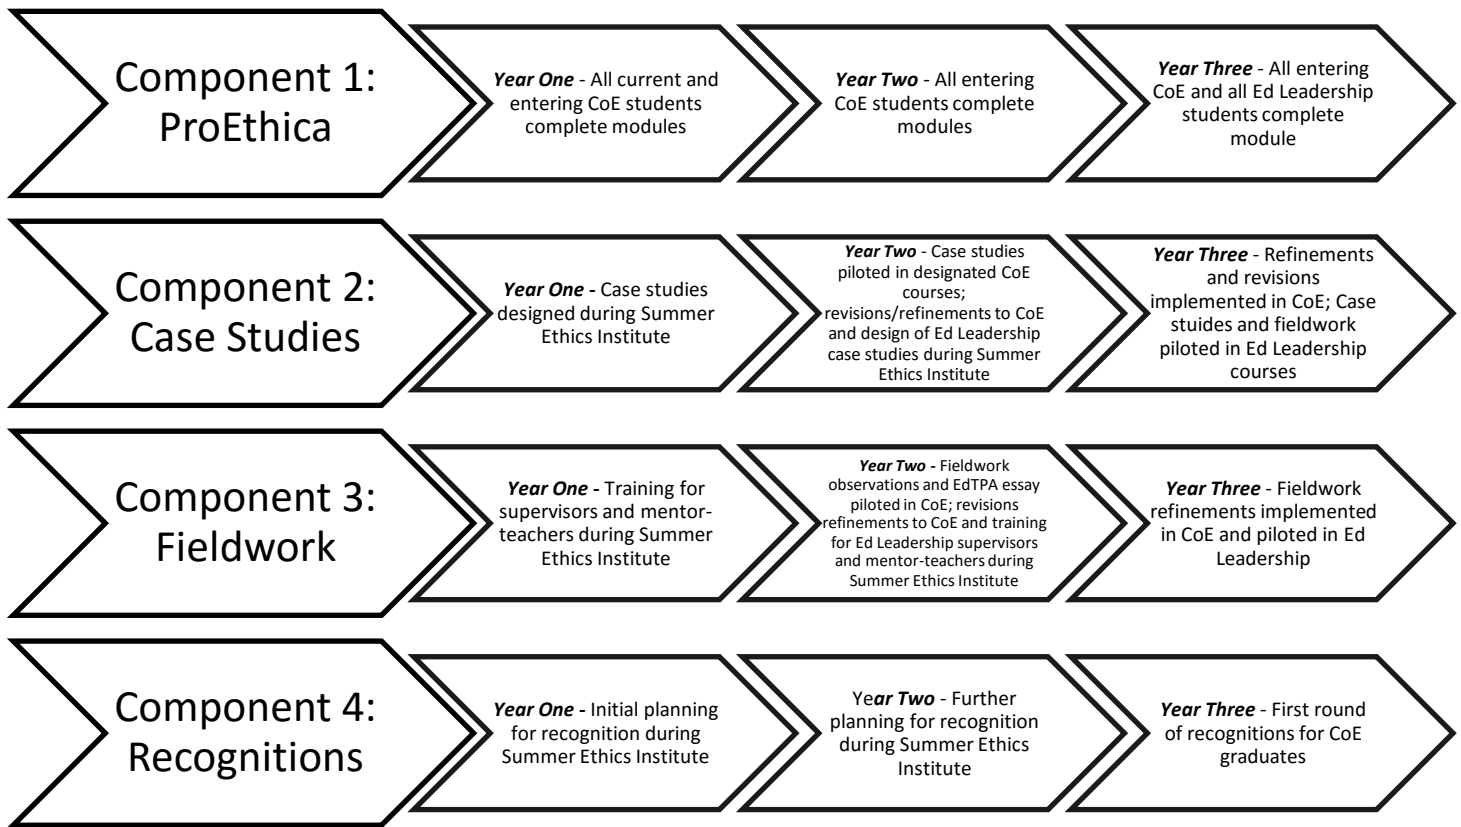 Component 1:
ProEthica
Year One - All current and
entering CoE students
complete modules
Year Two - All entering
CoE students complete
modules
Year Three - All entering
CoE and all Ed Leadership
students complete
module
Component 2:
Case Studies
Year One - Case studies
designed during Summer
Ethics Institute
Year Two - Case studies
piloted in designated CoE
courses;
revisions/refinements to CoE
and design of Ed Leadership
case studies during Summer
Ethics Institute
Year Three - Refinements
and revisions
implemented in CoE; Case
stuides and fieldwork
piloted in Ed Leadership
courses
Component 3:
Fieldwork
Year One - Training for
supervisors and mentor-
teachers during Summer
Ethics Institute
Year Two - Fieldwork
observations and EdTPA essay
piloted in CoE; revisions
refinements to CoE and training
for Ed Leadership supervisors
and mentor-teachers during
Summer Ethics Institute
Year Three - Fieldwork
refinements implemented
in CoE and piloted in Ed
Leadership
Component 4:
Recognitions
Year One - Initial planning
for recognition during
Summer Ethics Institute
Year Two - Further
planning for recognition
during Summer Ethics
Institute
Year Three - First round
of recognitions for CoE
graduates